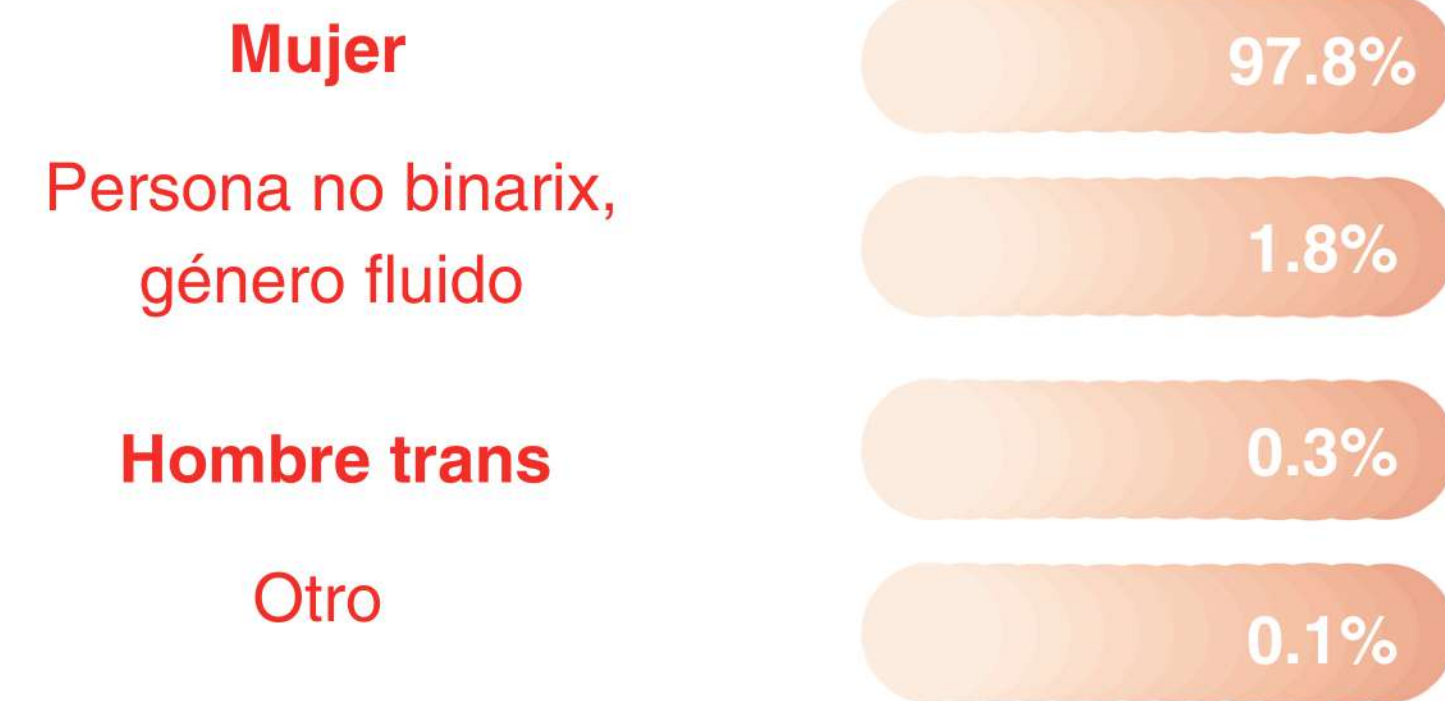 Mujer 97.8%
Persona no binarix,
género fluido 1.8%
Hombre trans 0.3%
Otro 0.1%